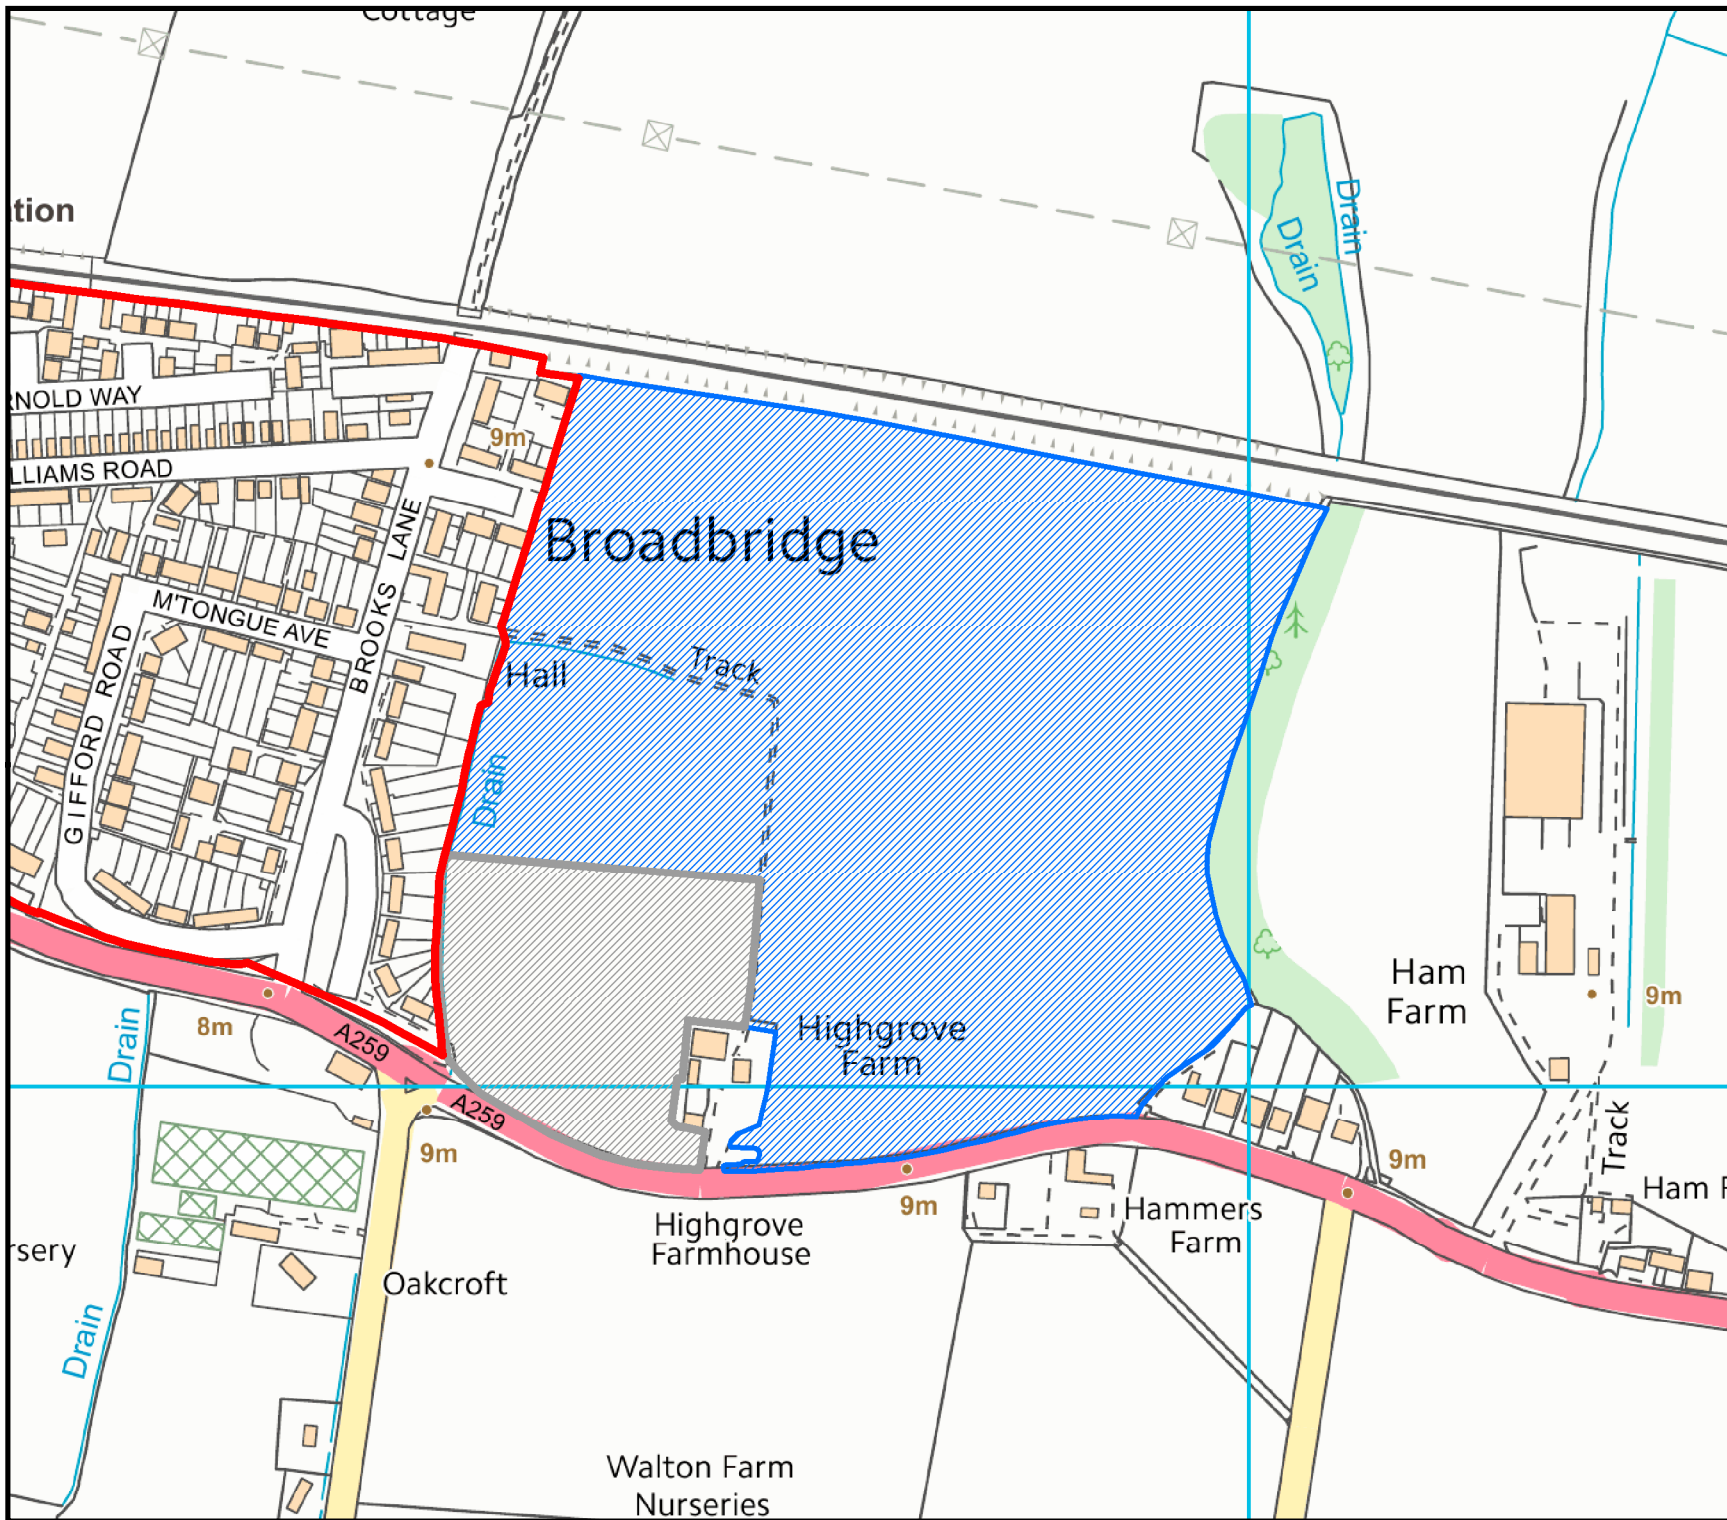 Cottage
Drain
Drain
tion
RNOLD WAY
9m
LLIAMS ROAD
BROOKS LANE
Broadbridge
M'TONGUE AVE
GIFFORD ROAD
Hall
Track
Drain
Ham
Farm
9m
8m
Drain
A259
Highgrove
Farm
A259
9m
9m
9m
Track
Ham F
Highgrove
Farmhouse
Hammers
Farm
rsery
Oakcroft
Drain
Walton Farm
Nurseries